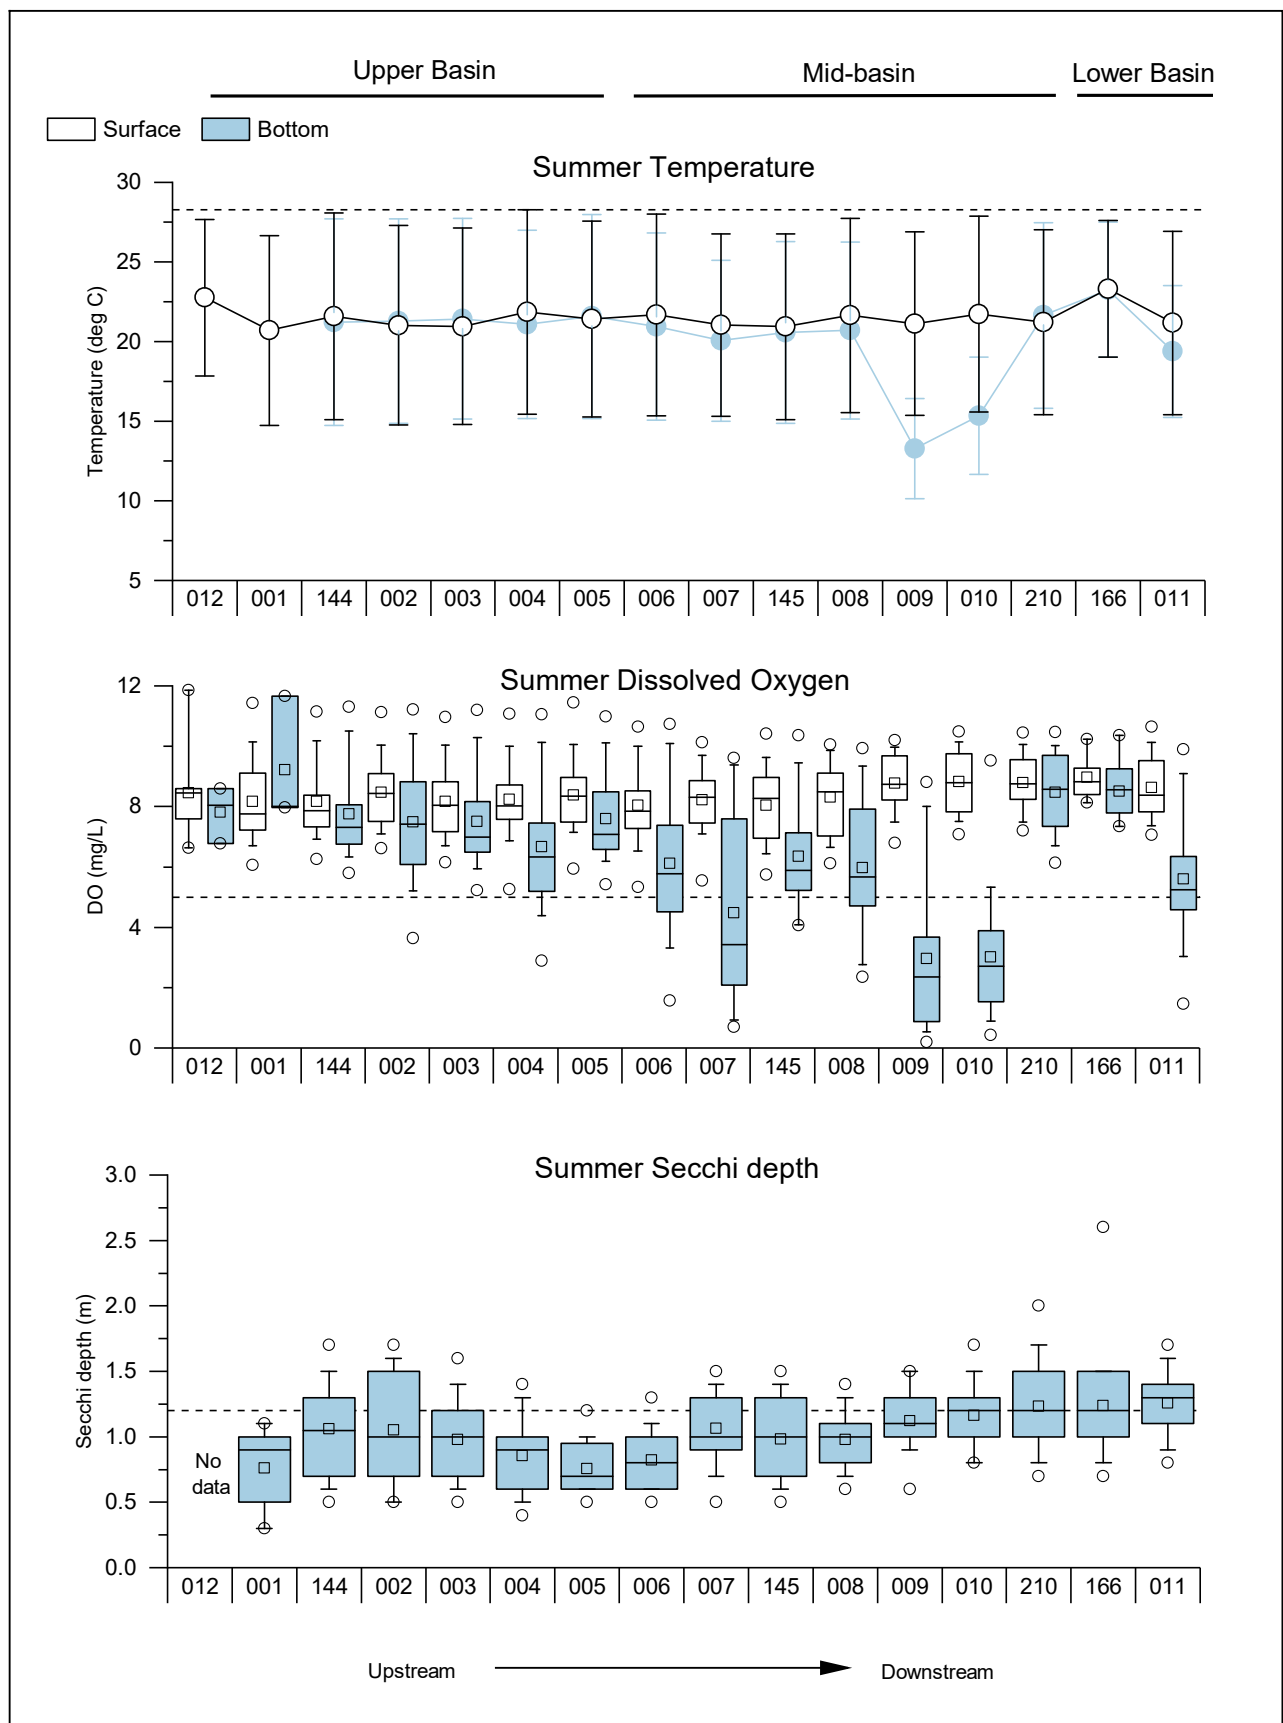 Upper Basin Mid-basin Lower Basin
Surface Bottom
Summer Temperature
Temperature (deg C)
30
25
20
15
10
5
012 001 144 002 003 004 005 006 007 145 008 009 010 210 166 011
Summer Dissolved Oxygen
DO (mg/L)
12
8
4
0
012 001 144 002 003 004 005 006 007 145 008 009 010 210 166 011
Summer Secchi depth
Secchi depth (m)
3.0
2.5
2.0
1.5
1.0
0.5
0.0
No
data
012 001 144 002 003 004 005 006 007 145 008 009 010 210 166 011
Upstream Downstream